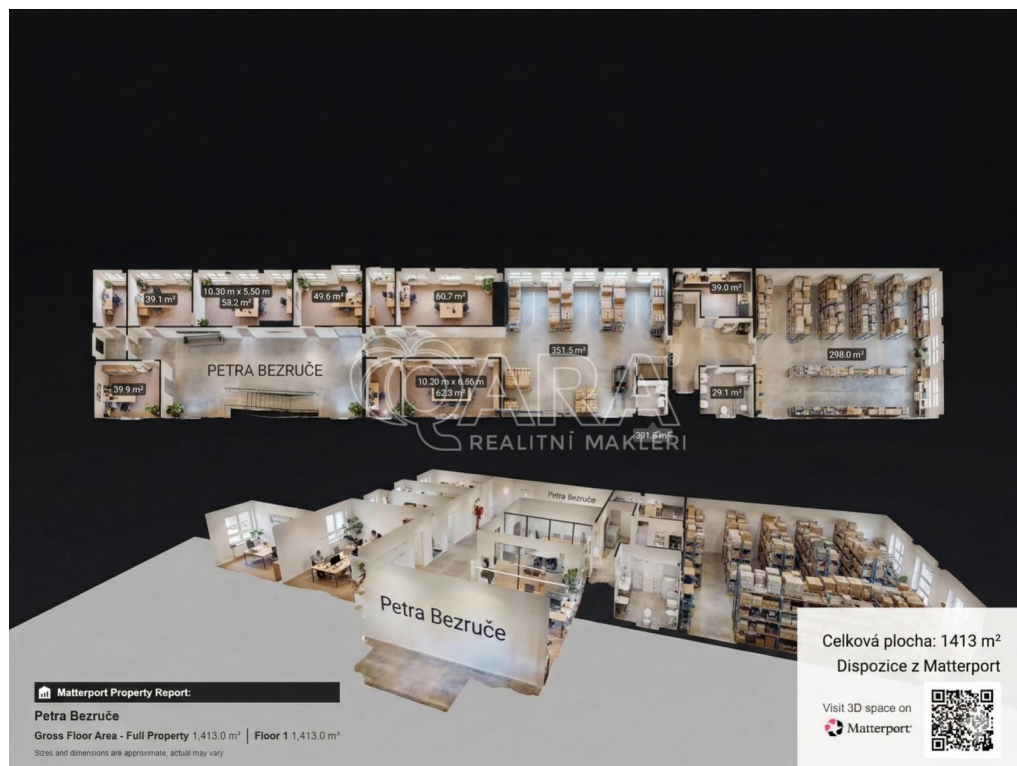 39.1 m²
10.30 m x 5.50 m
58.2 m²
49.6 m²
60.7 m²
39.0 m²
351.5 m²
298.0 m²
PETRA BEZRUČE
39.9 m²
10.20 m x 6.86 m
62.3 m²
29.1 m²
391.8 m²
QARA
REALITNÍ MAKLÉŘI
Petra Bezruče
Petra Bezruče
Celková plocha: 1413 m²
Dispozice z Matterport
Visit 3D space on
Matterport
Matterport Property Report:
Petra Bezruče
Gross Floor Area - Full Property 1,413.0 m² | Floor 1 1,413.0 m²
Sizes and dimensions are approximate, actual may vary